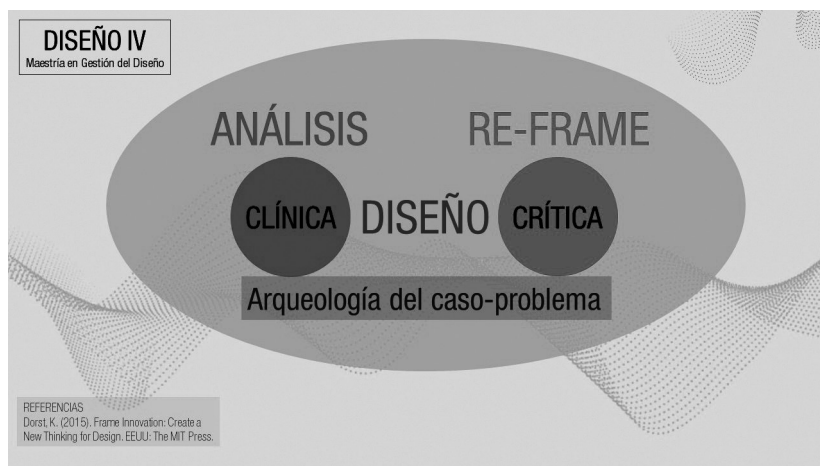 DISEÑO IV
Maestría en Gestión del Diseño
ANÁLISIS
RE-FRAME
CLÍNICA
DISEÑO
CRÍTICA
Arqueología del caso-problema
REFERENCIAS
Dorst, K. (2015). Frame Innovation: Create a
New Thinking for Design. EEUU: The MIT Press.